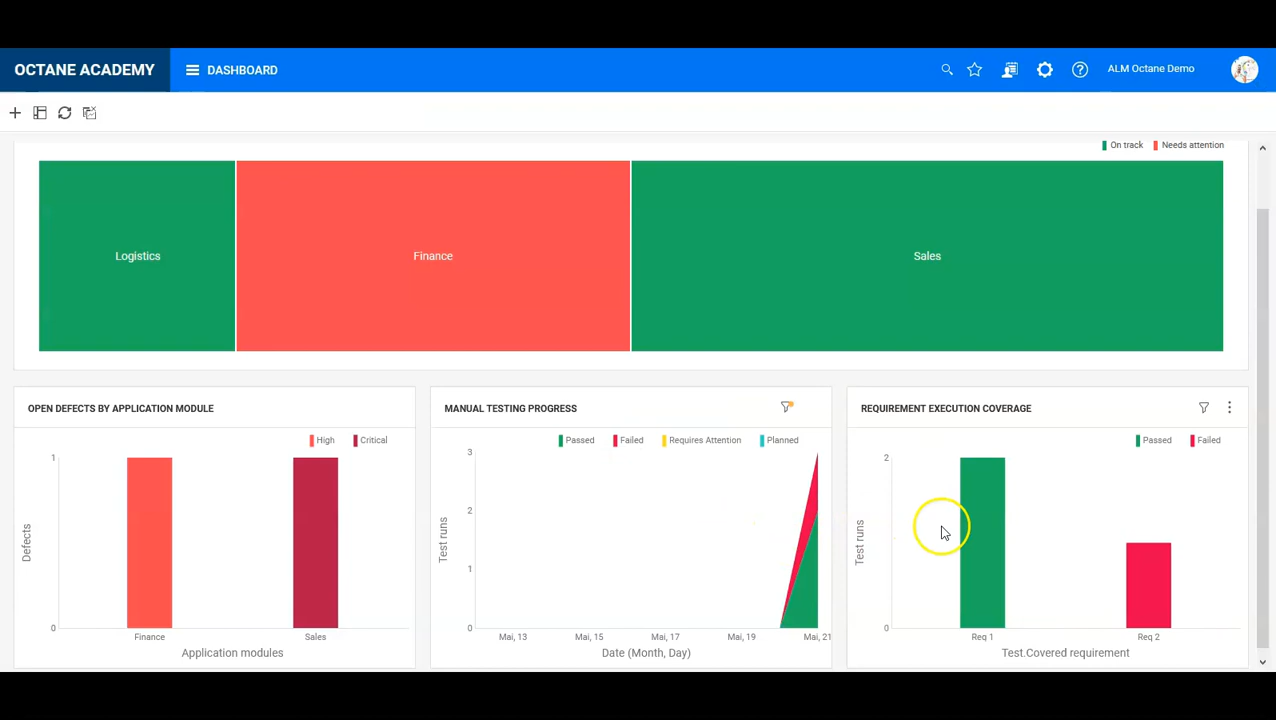 OCTANE ACADEMY
DASHBOARD
ALM Octane Demo
On track
Needs attention
Logistics
Finance
Sales
OPEN DEFECTS BY APPLICATION MODULE
High
Critical
1
Defects
0
Finance
Sales
Application modules
MANUAL TESTING PROGRESS
Passed
Failed
Requires Attention
Planned
3
2
Test runs
1
0
Mai, 13
Mai, 15
Mai, 17
Mai, 19
Mai, 21
Date (Month, Day)
REQUIREMENT EXECUTION COVERAGE
Passed
Failed
2
Test runs
0
Req 1
Req 2
Test.Covered requirement